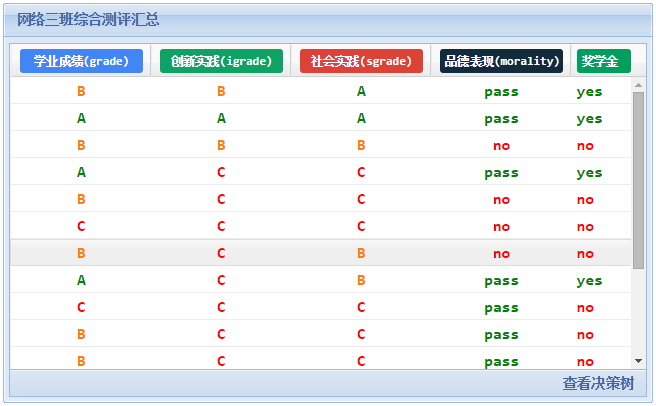 网络三班综合测评汇总
学业成绩(grade) 创新实践(igrade) 社会实践(sgrade) 品德表现(morality) 奖学金
B B A pass yes
A A A pass yes
B B B no no
A C C pass yes
B C C no no
C C C no no
B C B no no
A C B pass yes
C C C pass no
B C C pass no
B C C pass no
查看决策树